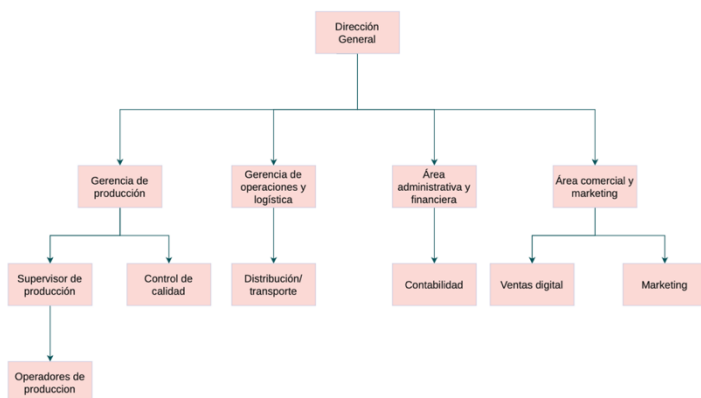 Dirección
General
Gerencia de
producción
Gerencia de
operaciones y
logística
Área
administrativa y
financiera
Área comercial y
marketing
Supervisor de
producción
Control de
calidad
Distribución/
transporte
Contabilidad
Ventas digital
Marketing
Operadores de
produccion